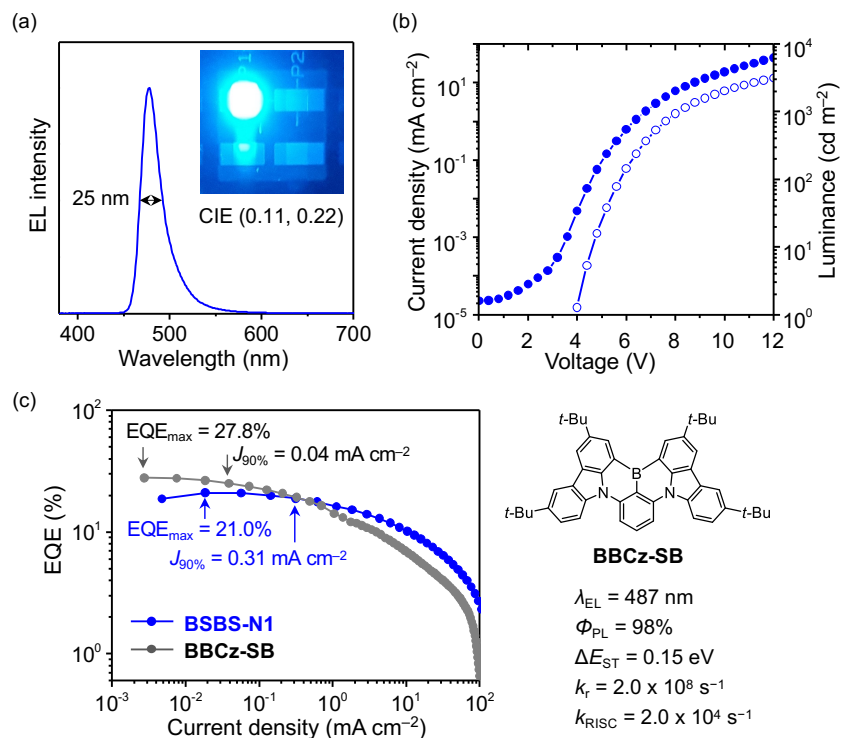 (a)
EL intensity
25 nm
P1
P2
CIE (0.11, 0.22)
400 500 600 700
Wavelength (nm)
(b)
Current density (mA cm⁻²)
10¹
10⁻¹
10⁻³
10⁻⁵
10⁴
10³
10²
10¹
10⁰
Luminance (cd m⁻²)
0 2 4 6 8 10 12
Voltage (V)
(c)
EQE (%)
10²
10¹
10⁰
EQEmax = 27.8%
J90% = 0.04 mA cm⁻²
EQEmax = 21.0%
J90% = 0.31 mA cm⁻²
BSBS-N1
BBCz-SB
10⁻³ 10⁻² 10⁻¹ 10⁰ 10¹ 10²
Current density (mA cm⁻²)
t-Bu t-Bu
B
N N
t-Bu t-Bu
BBCz-SB
λEL = 487 nm
ΦPL = 98%
ΔEST = 0.15 eV
kr = 2.0 x 10⁸ s⁻¹
kRISC = 2.0 x 10⁴ s⁻¹